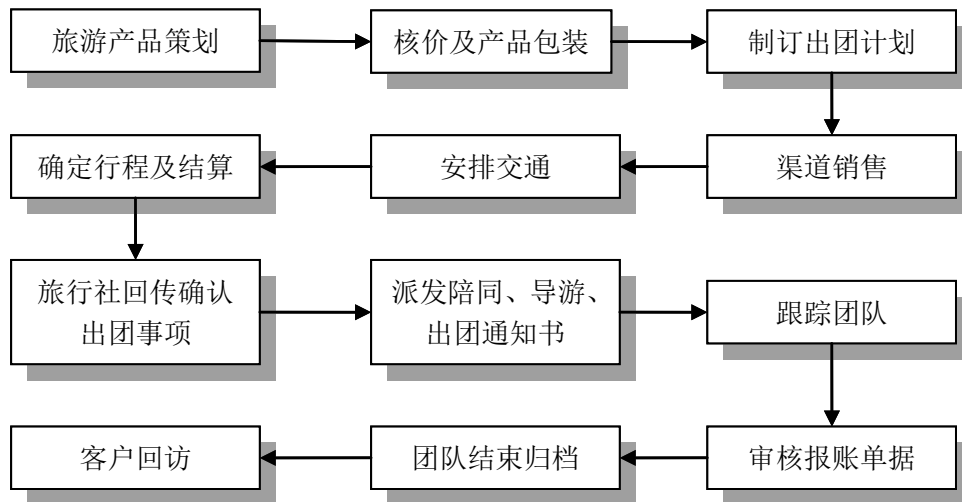 旅游产品策划
核价及产品包装
制订出团计划
渠道销售
安排交通
确定行程及结算
旅行社回传确认
出团事项
派发陪同、导游、
出团通知书
跟踪团队
审核报账单据
团队结束归档
客户回访